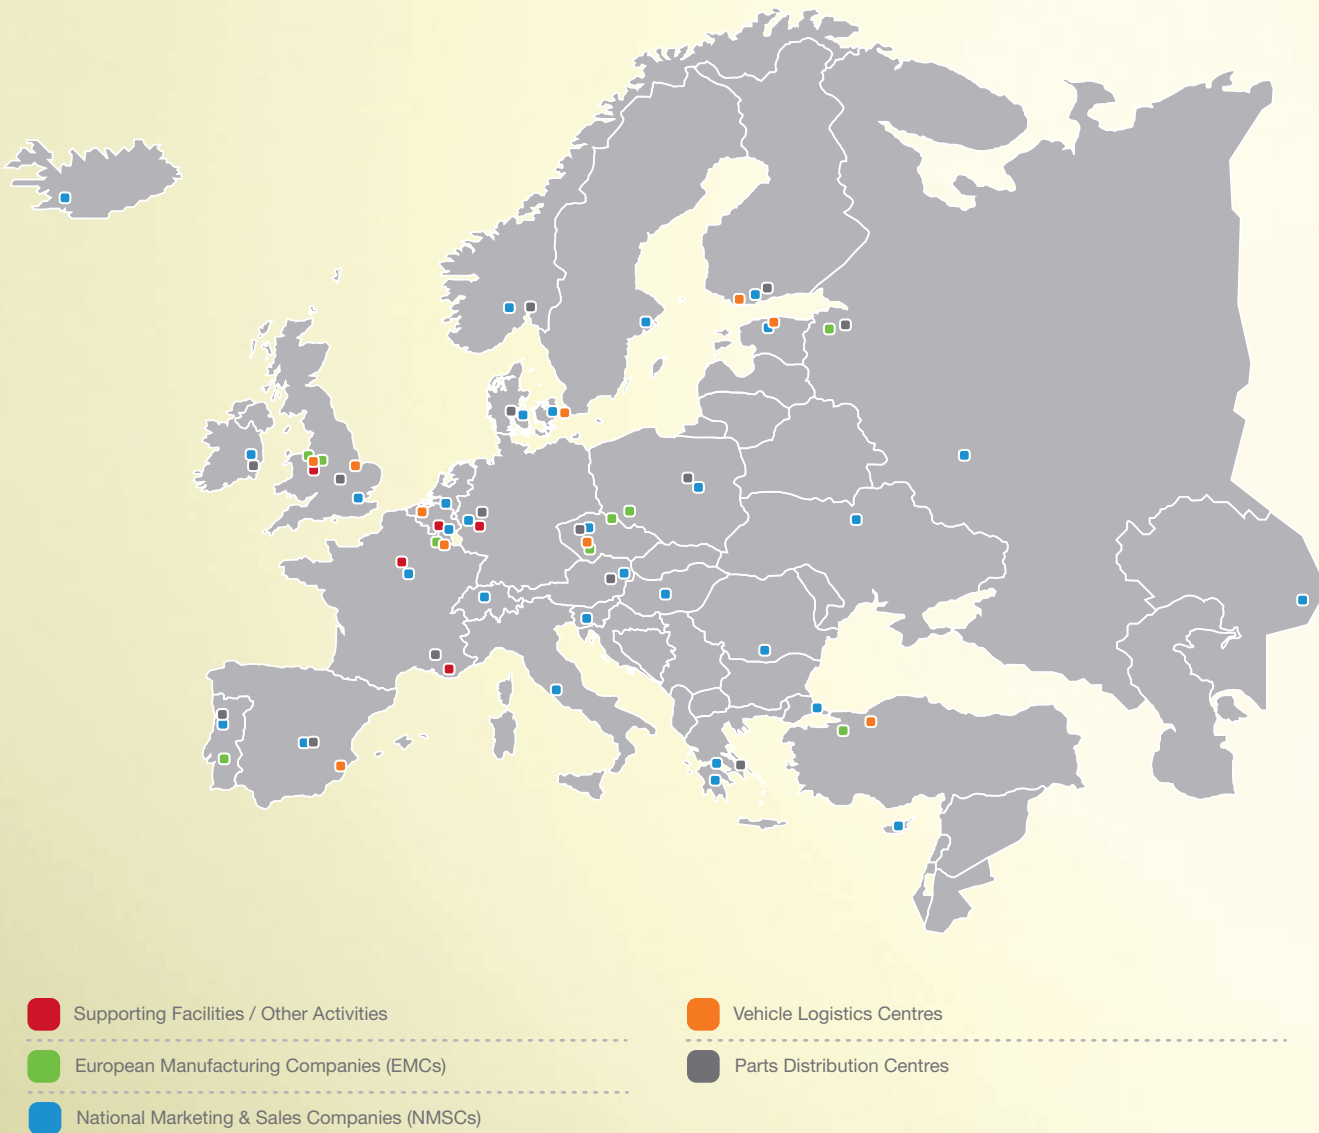 Supporting Facilities / Other Activities
European Manufacturing Companies (EMCs)
National Marketing & Sales Companies (NMSCs)
Vehicle Logistics Centres
Parts Distribution Centres